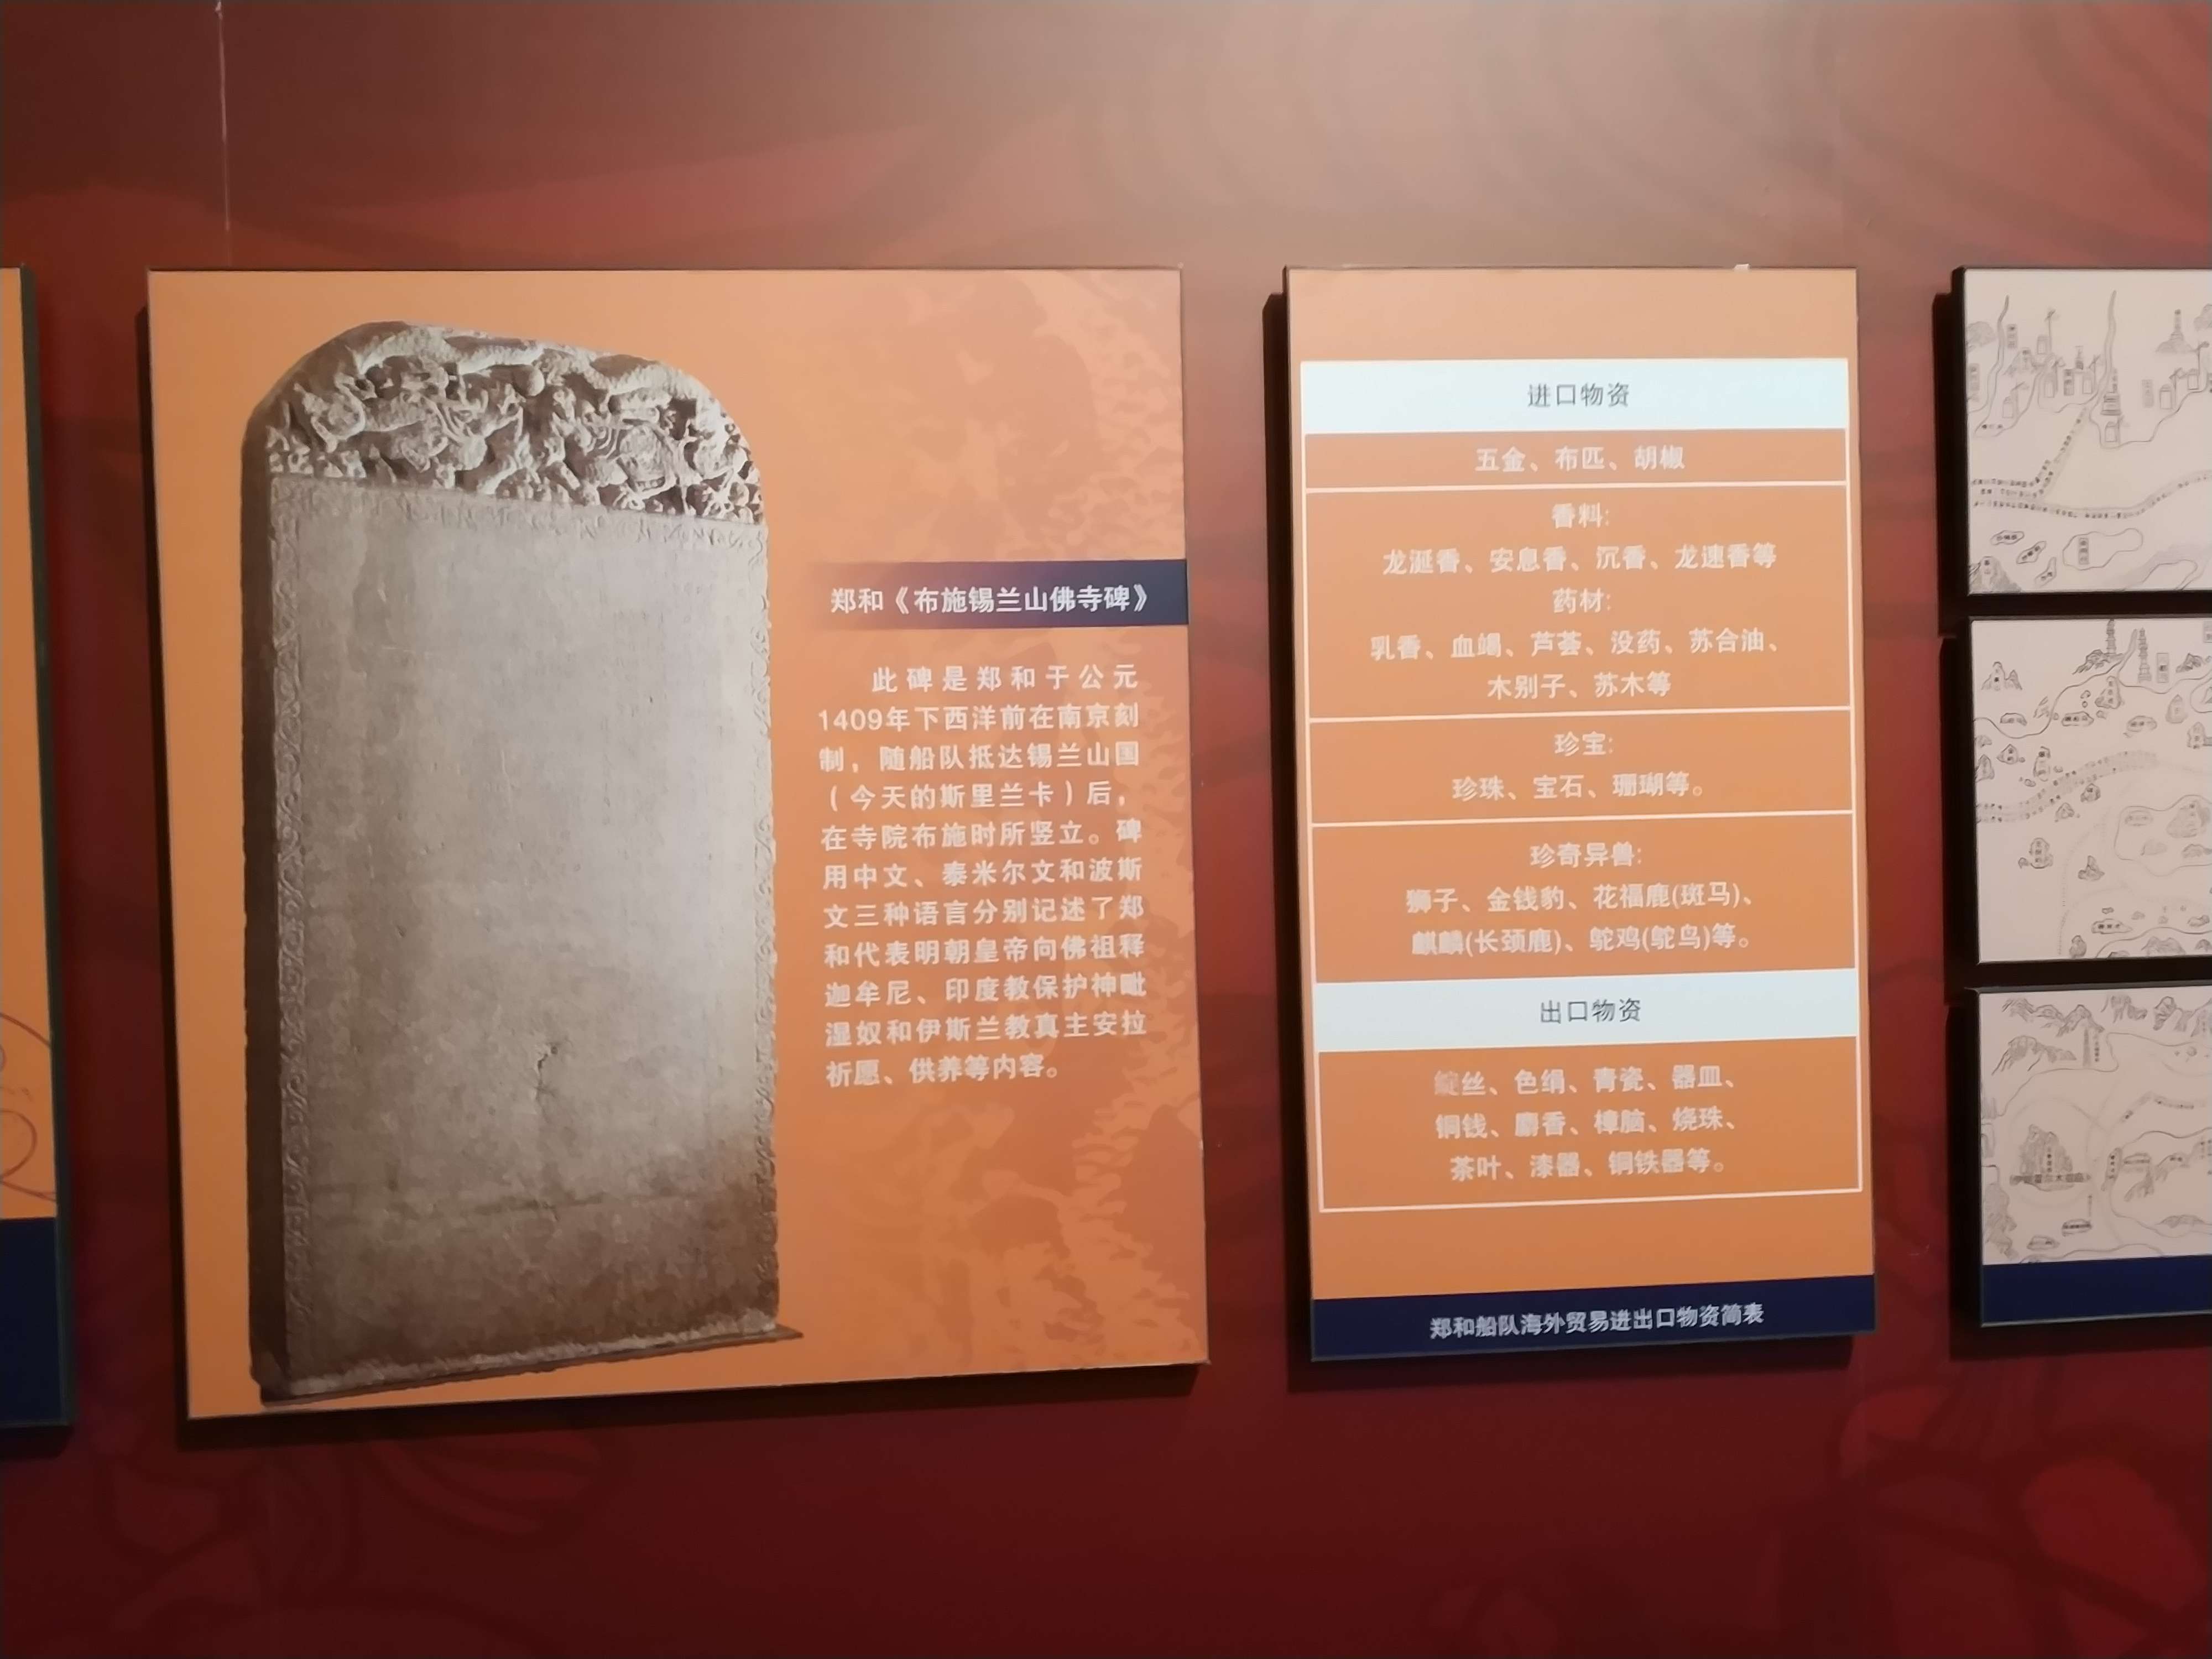 郑和《布施锡兰山佛寺碑》
此碑是郑和于公元
1409年下西洋前在南京刻
制，随船队抵达锡兰山国
（今天的斯里兰卡）后，
在寺院布施时所竖立。碑
用中文、泰米尔文和波斯
文三种语言分别记述了郑
和代表明朝皇帝向佛祖释
迦牟尼、印度教保护神毗
湿奴和伊斯兰教真主安拉
祈愿、供养等内容。
进口物资
五金、布匹、胡椒
香料:
龙涎香、安息香、沉香、龙速香等
药材:
乳香、血竭、芦荟、没药、苏合油、
木别子、苏木等
珍宝:
珍珠、宝石、珊瑚等。
珍奇异兽:
狮子、金钱豹、花福鹿(斑马)、
麒麟(长颈鹿)、鸵鸡(鸵鸟)等。
出口物资
丝、色绢、青瓷、器皿、
铜钱、麝香、樟脑、烧珠、
茶叶、漆器、铜铁器等。
郑和船队海外贸易进出口物资简表